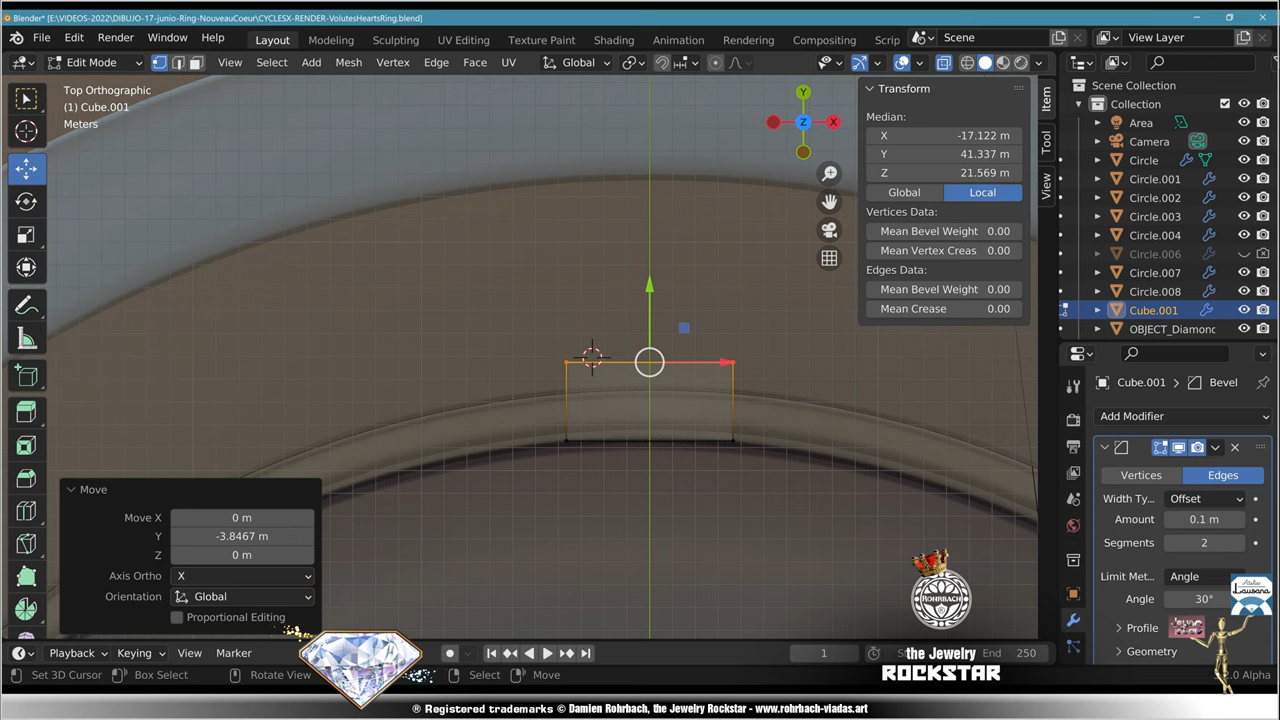 Blender* [E:\VIDEOS-2022\DIBUJO-17-junio-Ring-NouveauCoeur\CYCLESX-RENDER-VolutesHeartsRing.blend]
File Edit Render Window Help Layout Modeling Sculpting UV Editing Texture Paint Shading Animation Rendering Compositing Scrip Scene View Layer
Edit Mode View Select Add Mesh Vertex Edge Face UV Global
Top Orthographic
(1) Cube.001
Meters
Y
Z X
Transform
Median:
X -17.122 m
Y 41.337 m
Z 21.569 m
Global Local
Vertices Data:
Mean Bevel Weight 0.00
Mean Vertex Creas 0.00
Edges Data:
Mean Bevel Weight 0.00
Mean Crease 0.00
Item
Tool
View
Scene Collection
Collection
Area
Camera
Circle
Circle.001
Circle.002
Circle.003
Circle.004
Circle.006
Circle.007
Circle.008
Cube.001
OBJECT_Diamond
Cube.001 Bevel
Add Modifier
Vertices Edges
Width Ty... Offset
Amount 0.1 m
Segments 2
Limit Met... Angle
Angle 30°
Profile
Geometry
Move
Move X 0 m
Y -3.8467 m
Z 0 m
Axis Ortho X
Orientation Global
Proportional Editing
ROHRBACH
Atelier
Lausana
Playback Keying View Marker 1 End 250
the Jewelry
ROCKSTAR
Set 3D Cursor Box Select Rotate View Select Move .0 Alpha
® Registered trademarks © Damien Rohrbach, the Jewelry Rockstar - www.rohrbach-viadas.art